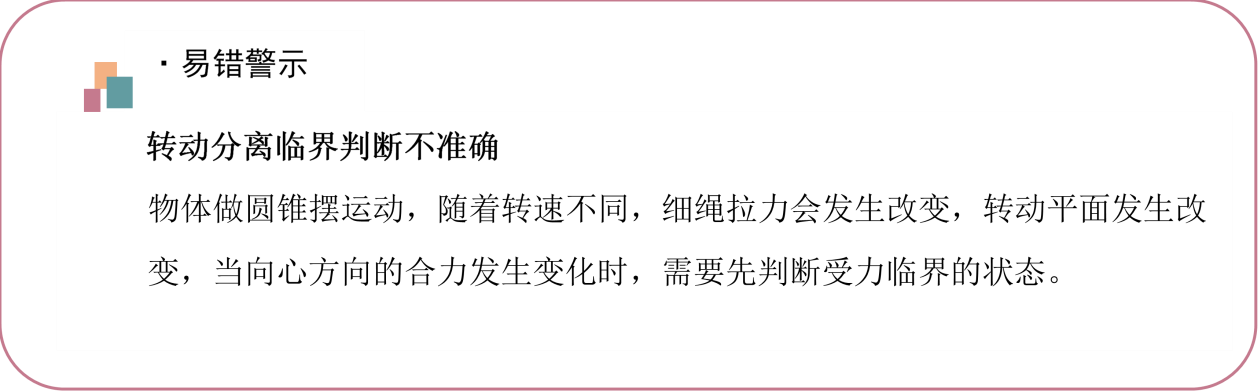 ·易错警示
转动分离临界判断不准确
物体做圆锥摆运动，随着转速不同，细绳拉力会发生改变，转动平面发生改
变，当向心方向的合力发生变化时，需要先判断受力临界的状态。